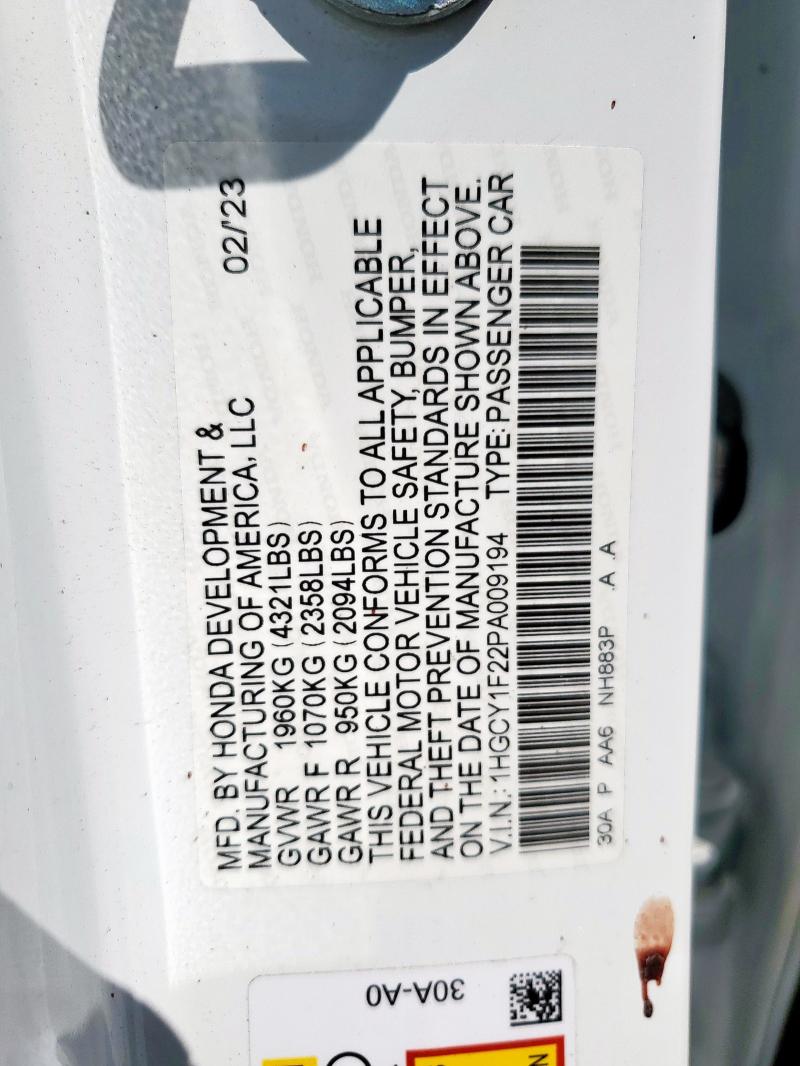 MFD. BY HONDA DEVELOPMENT &
MANUFACTURING OF AMERICA, LLC 02/'23
GVWR 1960KG (4321LBS)
GAWR F 1070KG (2358LBS)
GAWR R 950KG (2094LBS)
THIS VEHICLE CONFORMS TO ALL APPLICABLE
FEDERAL MOTOR VEHICLE SAFETY, BUMPER,
AND THEFT PREVENTION STANDARDS IN EFFECT
ON THE DATE OF MANUFACTURE SHOWN ABOVE.
V.I.N.: 1HGCY1F22PA009194 TYPE: PASSENGER CAR
30A P AA6 NH883P .A .A
30A-A0